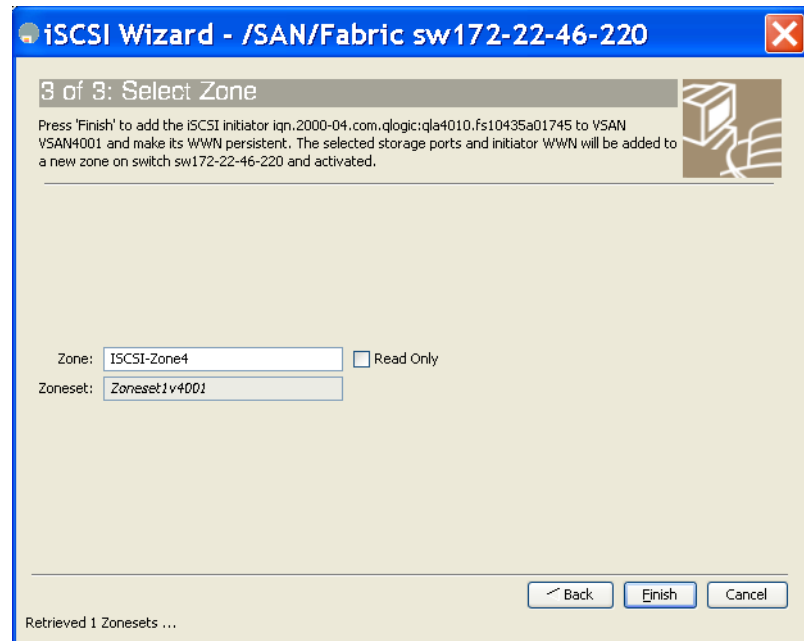 iSCSI Wizard - /SAN/Fabric sw172-22-46-220
3 of 3: Select Zone
Press 'Finish' to add the iSCSI initiator iqn.2000-04.com.qlogic:qla4010.fs10435a01745 to VSAN
VSAN4001 and make its WWN persistent. The selected storage ports and initiator WWN will be added to
a new zone on switch sw172-22-46-220 and activated.
Zone: ISCSI-Zone4 Read Only
Zoneset: Zoneset1v4001
Back Finish Cancel
Retrieved 1 Zonesets ...